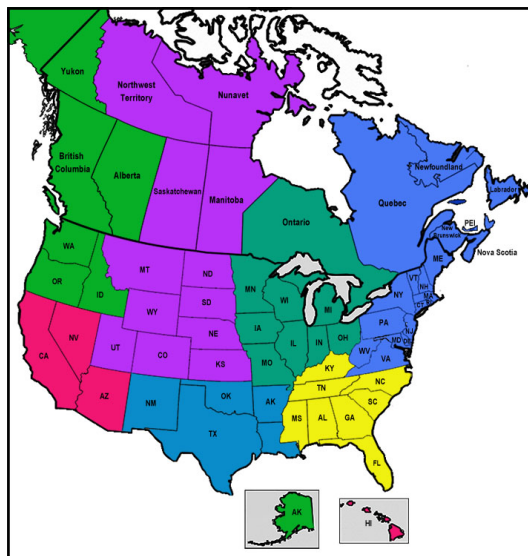 Yukon
Northwest
Territory
Nunavet
British
Columbia
Alberta
Saskatchewan
Manitoba
Ontario
Quebec
Newfoundland
Labrador
PEI
New
Brunswick
Nova Scotia
WA
OR
ID
MT
ND
SD
WY
NE
UT
CO
KS
CA
NV
AZ
NM
OK
TX
AK
MN
WI
MI
IA
IL
IN
OH
MO
KY
TN
NC
SC
MS
AL
GA
FL
ME
VT
NH
MA
CT
NY
PA
NJ
MD
DE
WV
VA
AK
HI